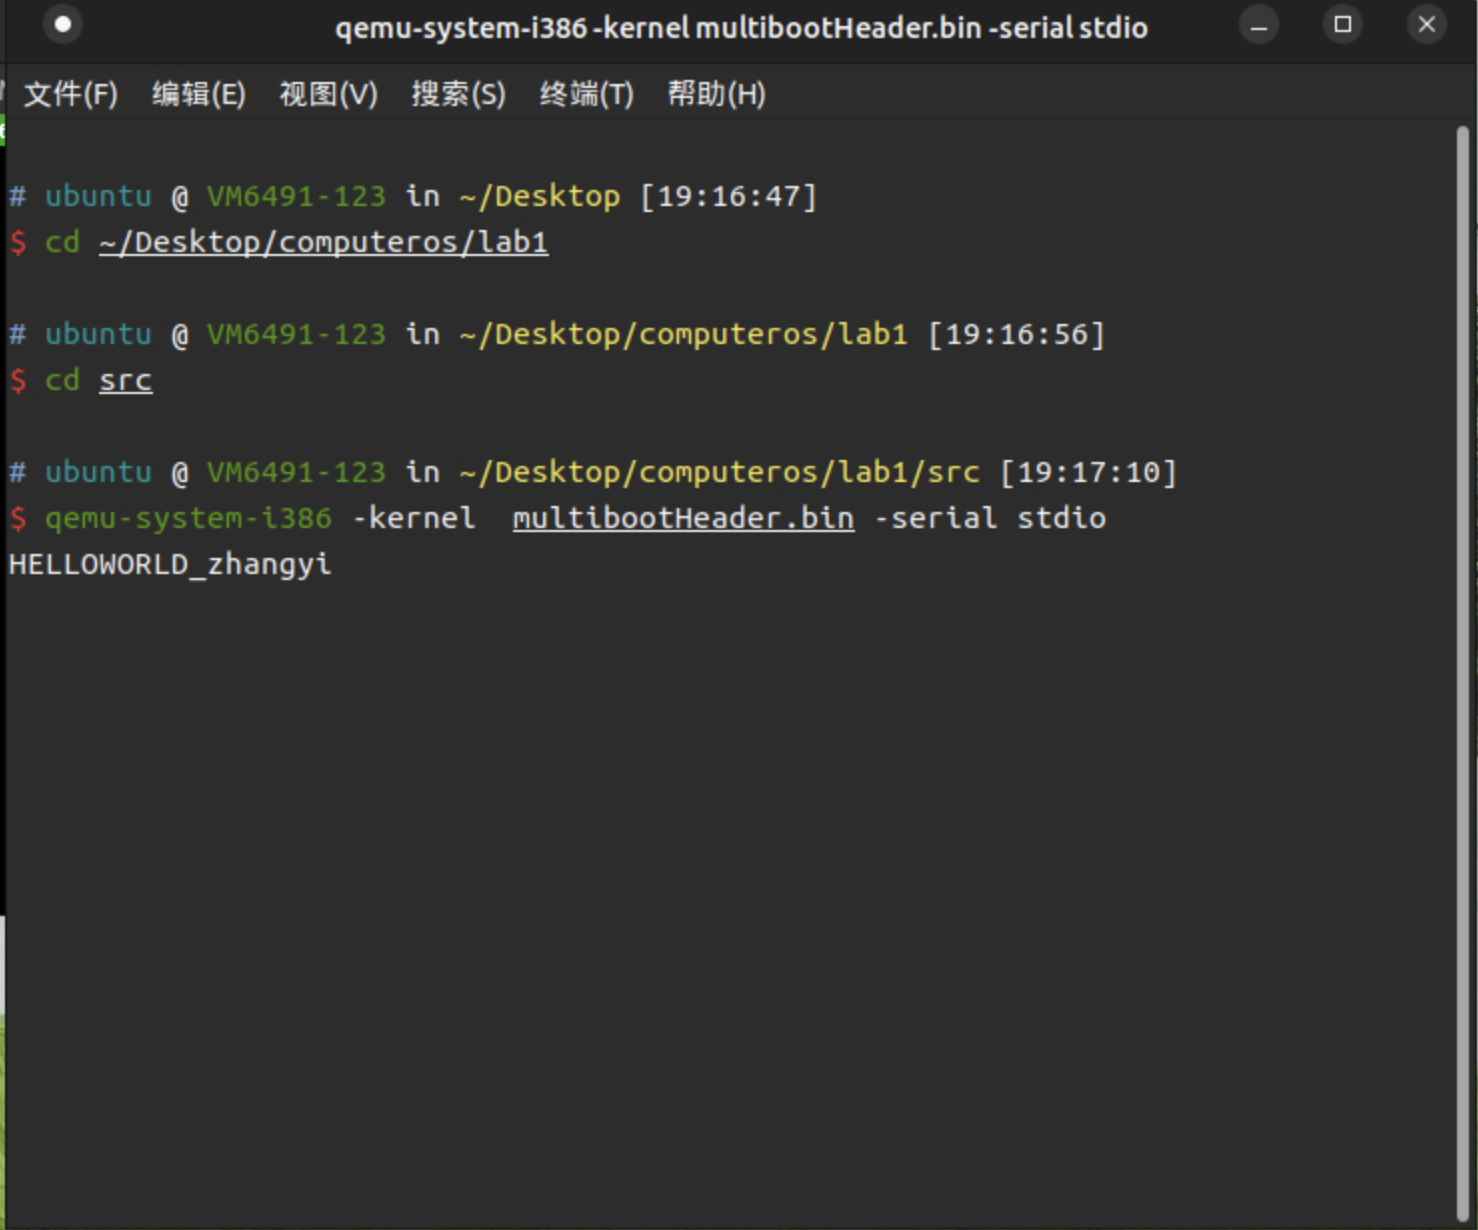 qemu-system-i386 -kernel multibootHeader.bin -serial stdio
文件(F) 编辑(E) 视图(V) 搜索(S) 终端(T) 帮助(H)
# ubuntu @ VM6491-123 in ~/Desktop [19:16:47]
$ cd ~/Desktop/computeros/lab1
# ubuntu @ VM6491-123 in ~/Desktop/computeros/lab1 [19:16:56]
$ cd src
# ubuntu @ VM6491-123 in ~/Desktop/computeros/lab1/src [19:17:10]
$ qemu-system-i386 -kernel  multibootHeader.bin -serial stdio
HELLOWORLD_zhangyi